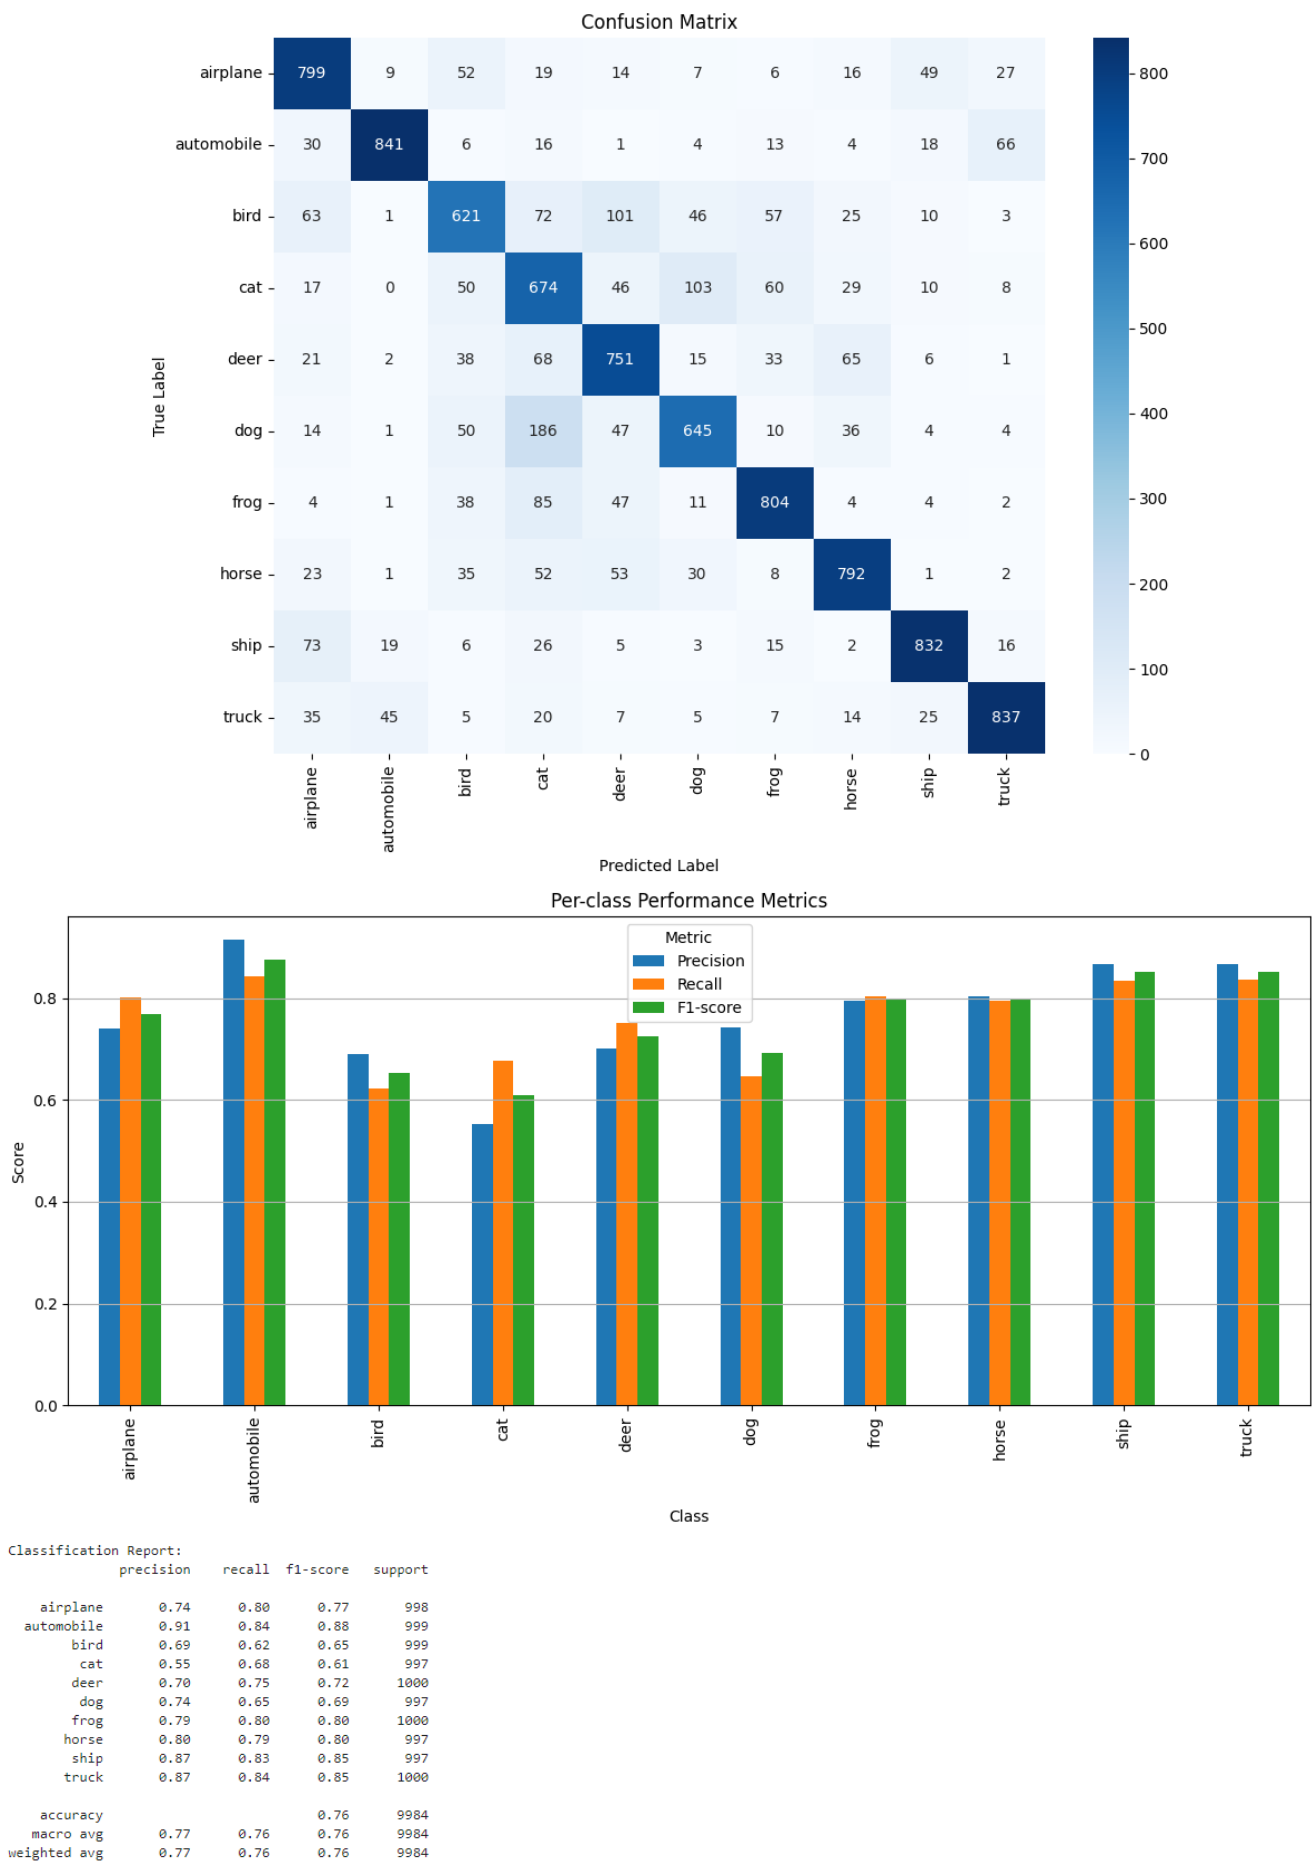 Confusion Matrix
airplane 799 9 52 19 14 7 6 16 49 27
automobile 30 841 6 16 1 4 13 4 18 66
bird 63 1 621 72 101 46 57 25 10 3
cat 17 0 50 674 46 103 60 29 10 8
deer 21 2 38 68 751 15 33 65 6 1
dog 14 1 50 186 47 645 10 36 4 4
frog 4 1 38 85 47 11 804 4 4 2
horse 23 1 35 52 53 30 8 792 1 2
ship 73 19 6 26 5 3 15 2 832 16
truck 35 45 5 20 7 5 7 14 25 837
True Label
airplane automobile bird cat deer dog frog horse ship truck
Predicted Label
800
700
600
500
400
300
200
100
0
Per-class Performance Metrics
Metric
Precision
Recall
F1-score
0.8
0.6
0.4
0.2
0.0
Score
airplane automobile bird cat deer dog frog horse ship truck
Class
Classification Report:
precision recall f1-score support
airplane 0.74 0.80 0.77 998
automobile 0.91 0.84 0.88 999
bird 0.69 0.62 0.65 999
cat 0.55 0.68 0.61 997
deer 0.70 0.75 0.72 1000
dog 0.74 0.65 0.69 997
frog 0.79 0.80 0.80 1000
horse 0.80 0.79 0.80 997
ship 0.87 0.83 0.85 997
truck 0.87 0.84 0.85 1000
accuracy 0.76 9984
macro avg 0.77 0.76 0.76 9984
weighted avg 0.77 0.76 0.76 9984